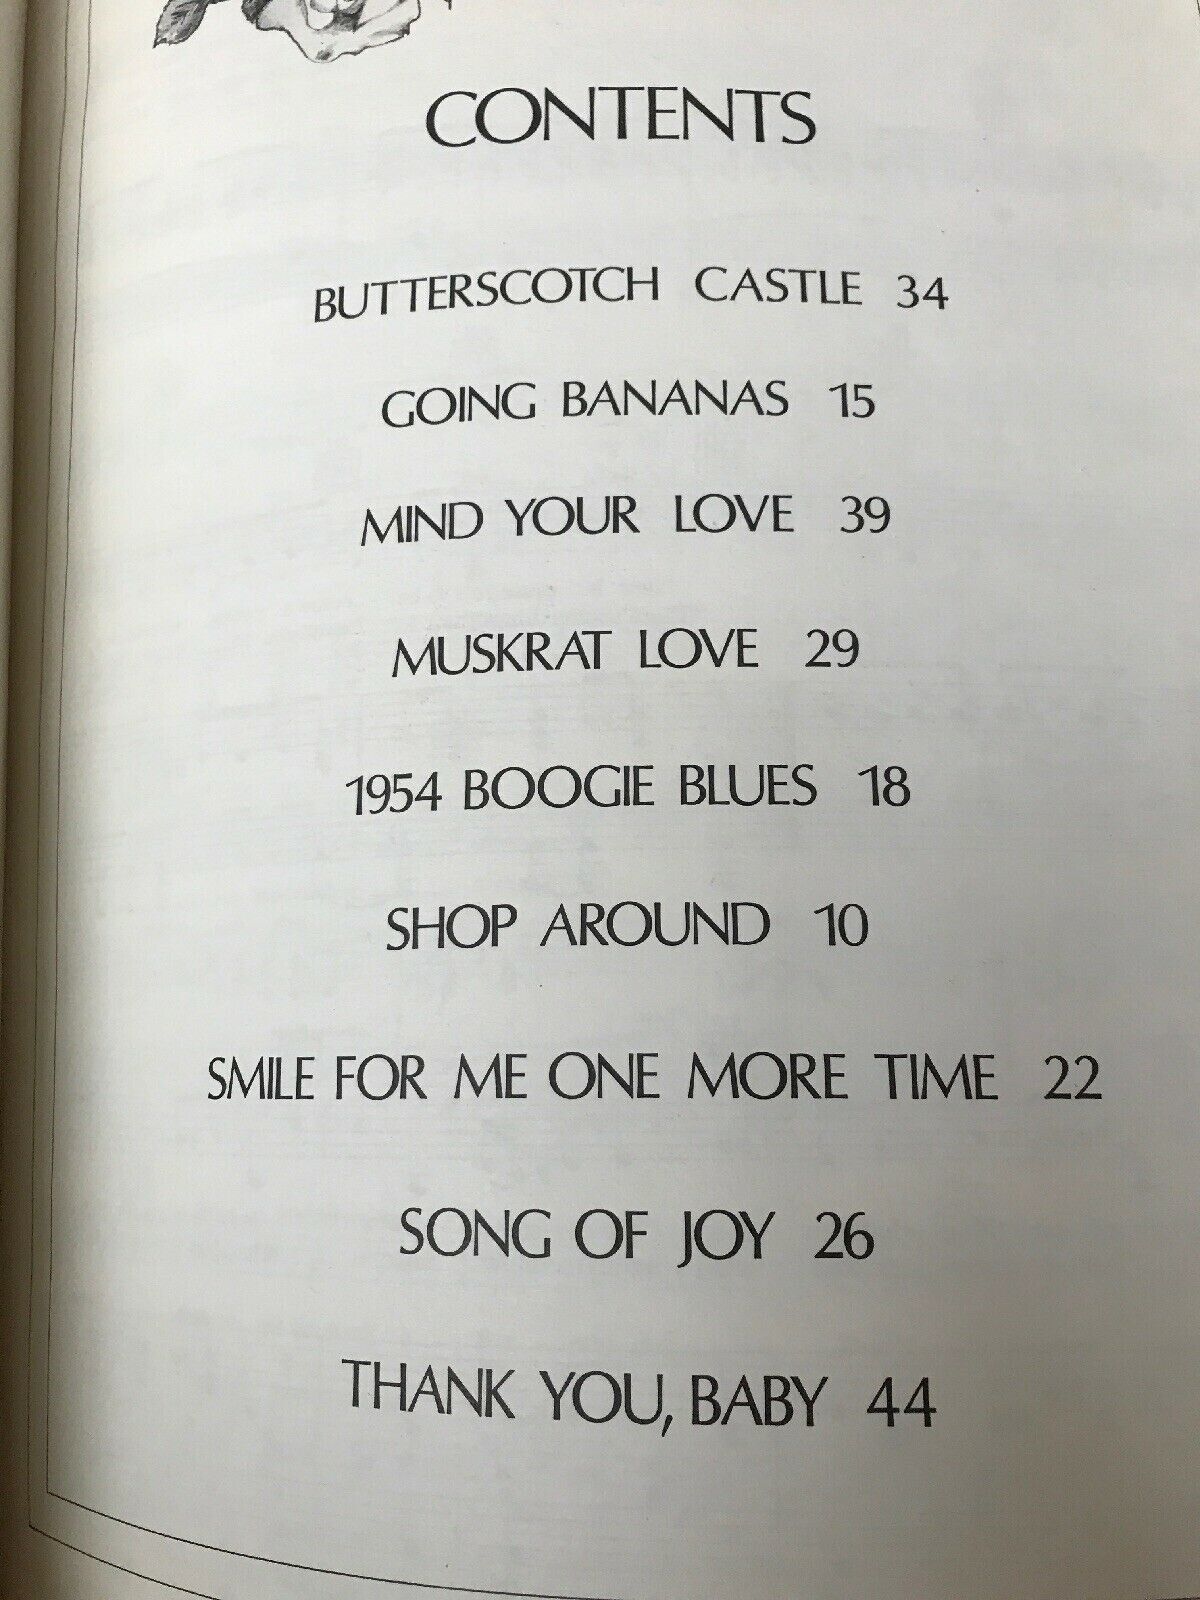 CONTENTS
BUTTERSCOTCH CASTLE 34
GOING BANANAS 15
MIND YOUR LOVE 39
MUSKRAT LOVE 29
1954 BOOGIE BLUES 18
SHOP AROUND 10
SMILE FOR ME ONE MORE TIME 22
SONG OF JOY 26
THANK YOU, BABY 44